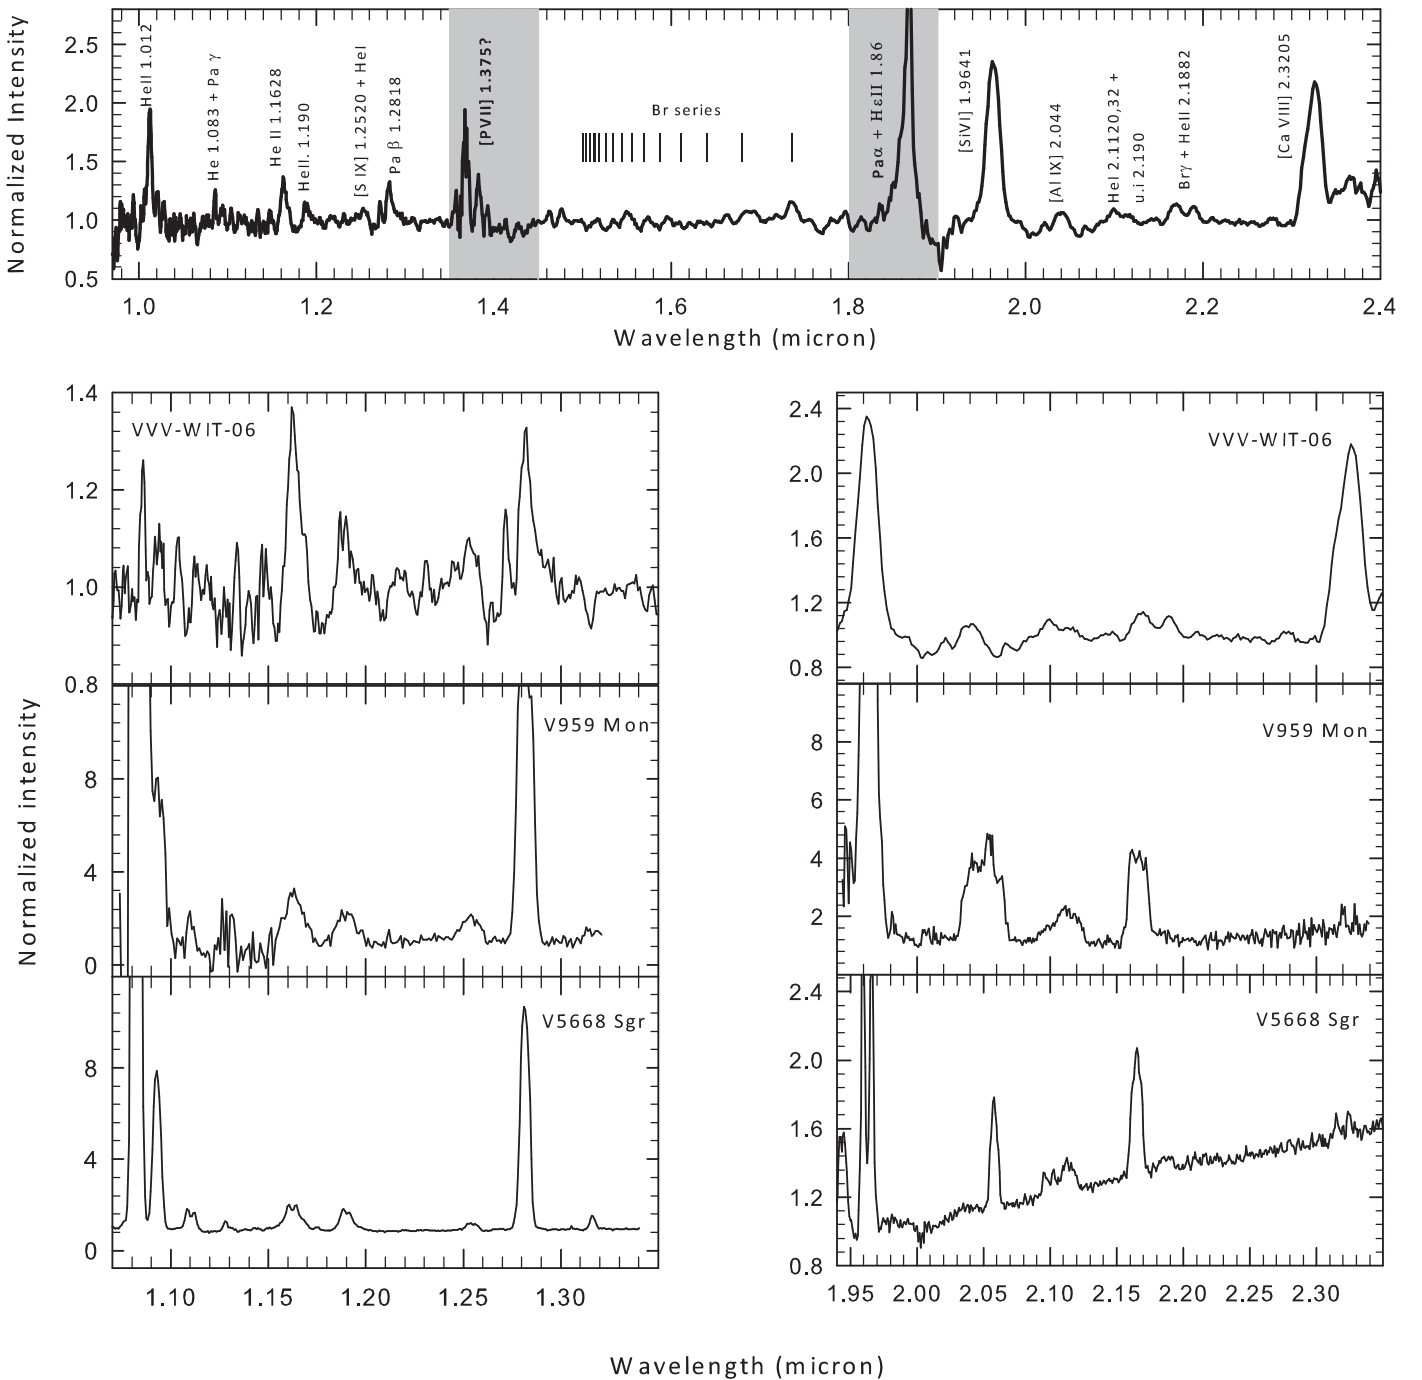 Normalized Intensity
2.5
2.0
1.5
1.0
0.5
HeII 1.012
He 1.083 + Pa γ
He II 1.1628
HeII. 1.190
[S IX] 1.2520 + HeI
Pa β 1.2818
[PVII] 1.375?
Br series
Paα + HεII 1.86
[SiVI] 1.9641
[Al IX] 2.044
HeI 2.1120,32 +
u.i 2.190
Brγ + HeII 2.1882
[Ca VIII] 2.3205
1.0 1.2 1.4 1.6 1.8 2.0 2.2 2.4
Wavelength (micron)
Normalized intensity
1.4
1.2
1.0
0.8
VVV-WIT-06
8
4
0
V959 Mon
8
4
0
V5668 Sgr
1.10 1.15 1.20 1.25 1.30
2.4
2.0
1.6
1.2
0.8
VVV-WIT-06
8
6
4
2
V959 Mon
2.4
2.0
1.6
1.2
0.8
V5668 Sgr
1.95 2.00 2.05 2.10 2.15 2.20 2.25 2.30
Wavelength (micron)